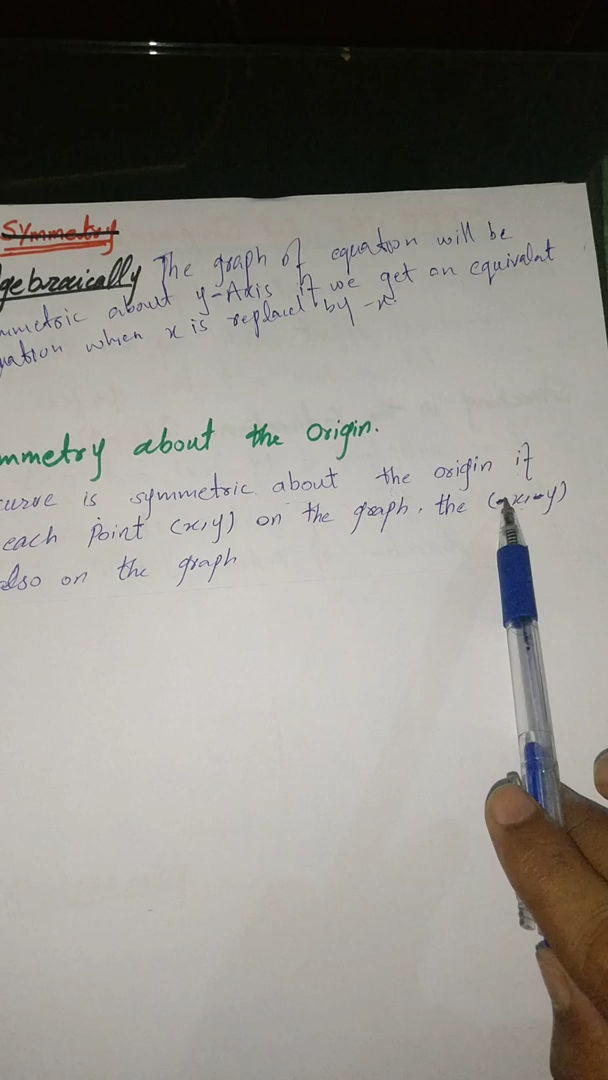 Symmetry
gebraically The graph of equation will be
mmetric about y-Axis if we get an equivalat
uation when x is replaced by -x
mmetry about the Origin.
curve is symmetric about the origin if
each point (x,y) on the graph, the (-x,-y)
also on the graph